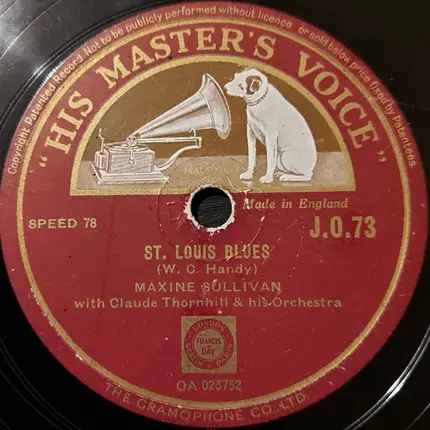 Copyright Patented Record. Not to be publicly performed without licence. or sold below price fixed by Patentees.
"HIS MASTER'S VOICE"
Made in England
SPEED 78
J.O.73
ST. LOUIS BLUES
(W. C. Handy)
MAXINE SULLIVAN
with Claude Thornhill & his Orchestra
LONDON
FRANCIS
DAY
PARIS
OA.023752
THE GRAMOPHONE CO., LTD.